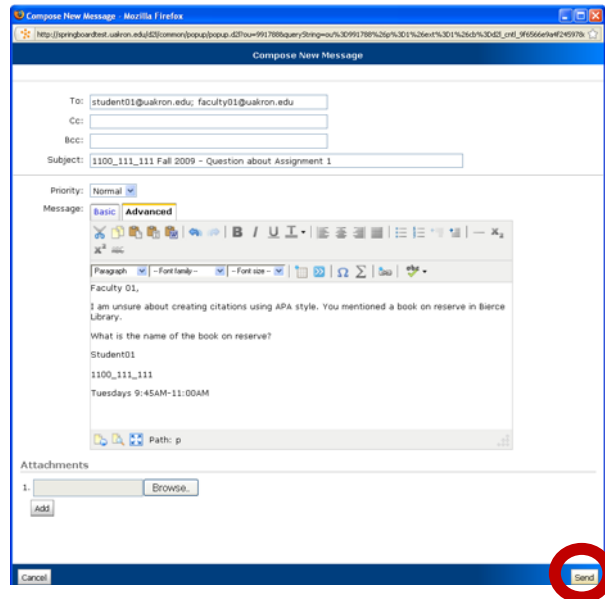 Compose New Message - Mozilla Firefox
Compose New Message
To: student01@uakron.edu; faculty01@uakron.edu
Cc:
Bcc:
Subject: 1100_111_111 Fall 2009 - Question about Assignment 1
Priority: Normal
Message: Basic Advanced
B I U T
x₂
x² abc
Paragraph -- Font family -- -- Font size -- Ω Σ
Faculty 01,
I am unsure about creating citations using APA style. You mentioned a book on reserve in Bierce
Library.
What is the name of the book on reserve?
Student01
1100_111_111
Tuesdays 9:45AM-11:00AM
Path: p
Attachments
1. Browse..
Add
Cancel Send